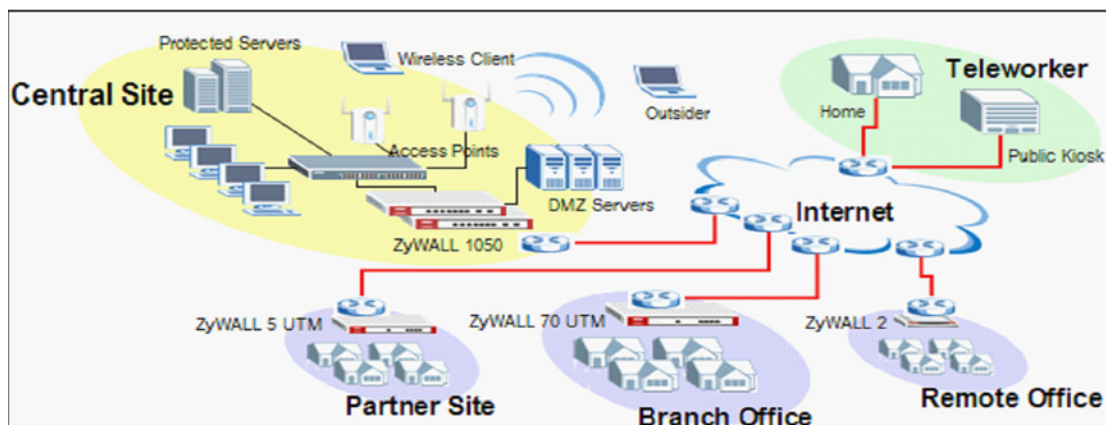 Protected Servers
Wireless Client
Central Site
Teleworker
Home
Outsider
Access Points
Public Kiosk
DMZ Servers
Internet
ZyWALL 1050
ZyWALL 5 UTM
ZyWALL 70 UTM
ZyWALL 2
Partner Site
Branch Office
Remote Office